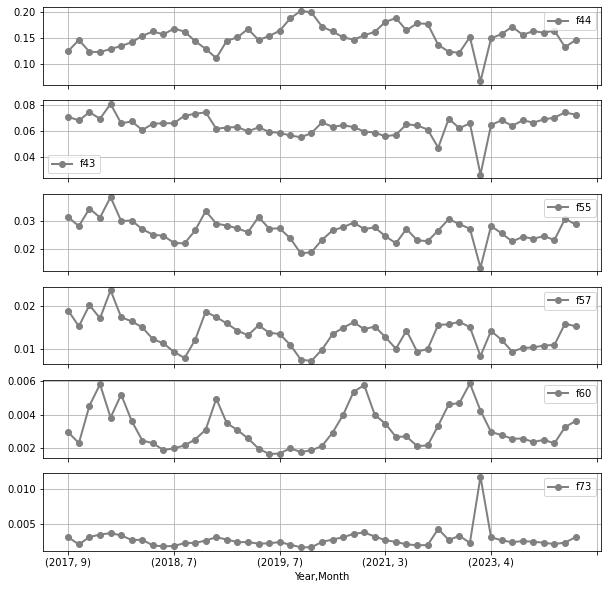 0.20
f44
0.15
0.10
0.08
0.06
0.04
f43
f55
0.03
0.02
f57
0.02
0.01
0.006
f60
0.004
0.002
f73
0.010
0.005
(2017, 9) (2018, 7) (2019, 7) (2021, 3) (2023, 4)
Year,Month